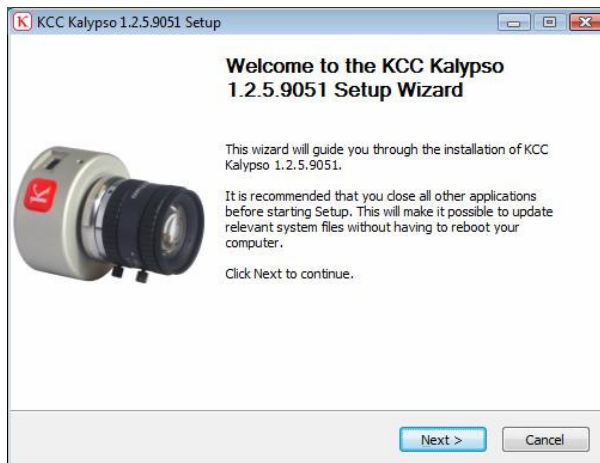 K KCC Kalypso 1.2.5.9051 Setup
Welcome to the KCC Kalypso
1.2.5.9051 Setup Wizard
This wizard will guide you through the installation of KCC
Kalypso 1.2.5.9051.
It is recommended that you close all other applications
before starting Setup. This will make it possible to update
relevant system files without having to reboot your
computer.
Click Next to continue.
K
Next >
Cancel